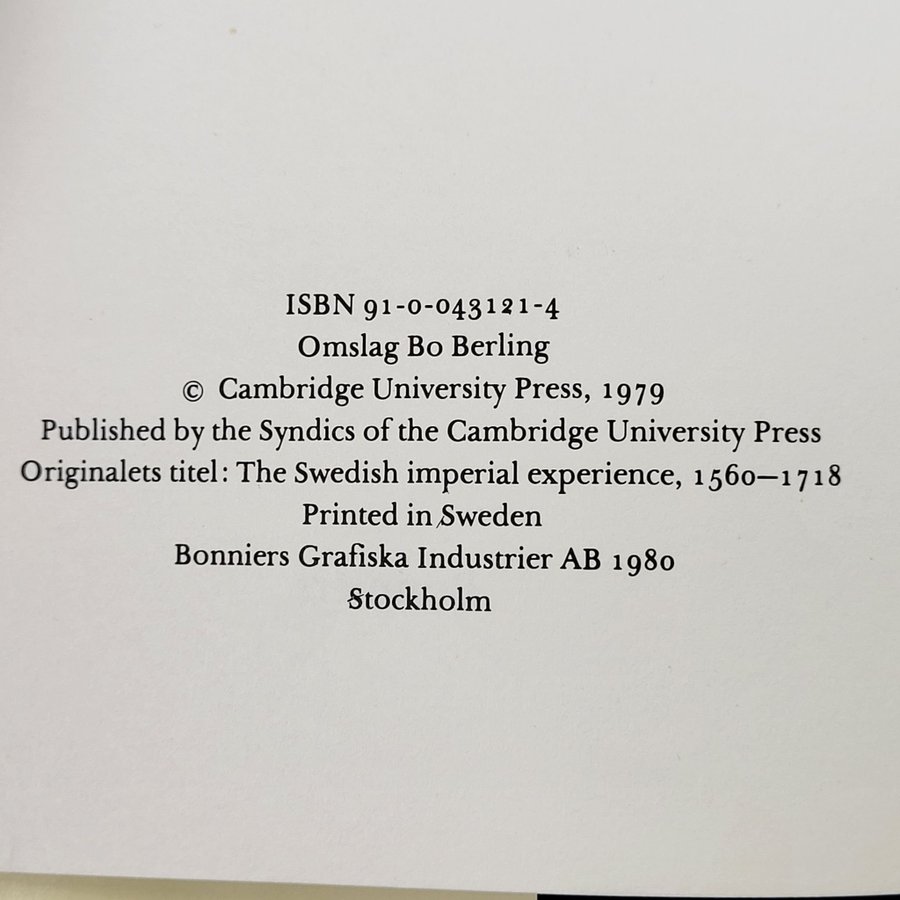 ISBN 91-0-043121-4
Omslag Bo Berling
© Cambridge University Press, 1979
Published by the Syndics of the Cambridge University Press
Originalets titel: The Swedish imperial experience, 1560—1718
Printed in Sweden
Bonniers Grafiska Industrier AB 1980
Stockholm